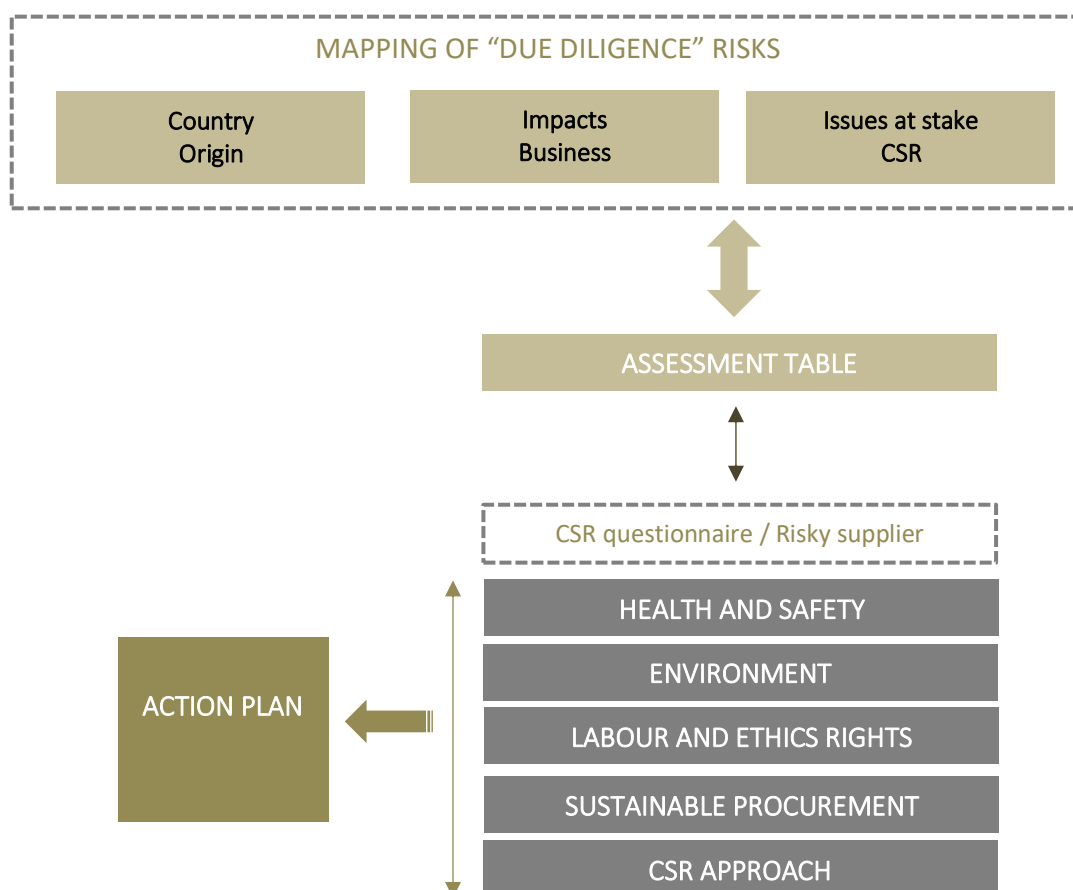 MAPPING OF “DUE DILIGENCE” RISKS
Country
Origin
Impacts
Business
Issues at stake
CSR
ASSESSMENT TABLE
CSR questionnaire / Risky supplier
HEALTH AND SAFETY
ENVIRONMENT
LABOUR AND ETHICS RIGHTS
SUSTAINABLE PROCUREMENT
CSR APPROACH
ACTION PLAN